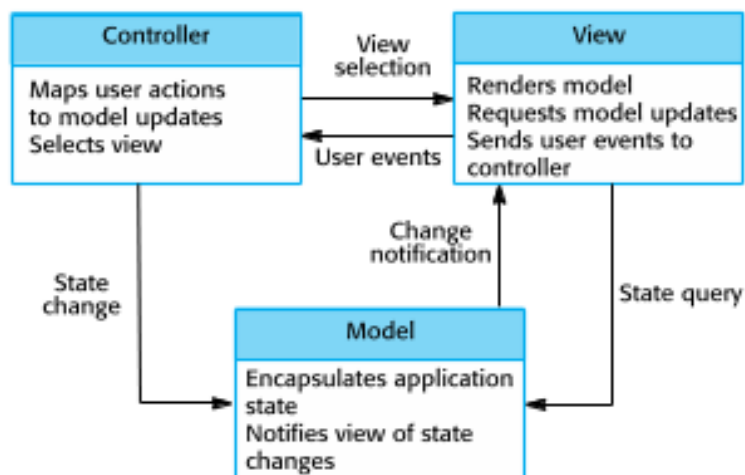 Controller
Maps user actions
to model updates
Selects view
View
selection
User events
View
Renders model
Requests model updates
Sends user events to
controller
State
change
Change
notification
State query
Model
Encapsulates application
state
Notifies view of state
changes